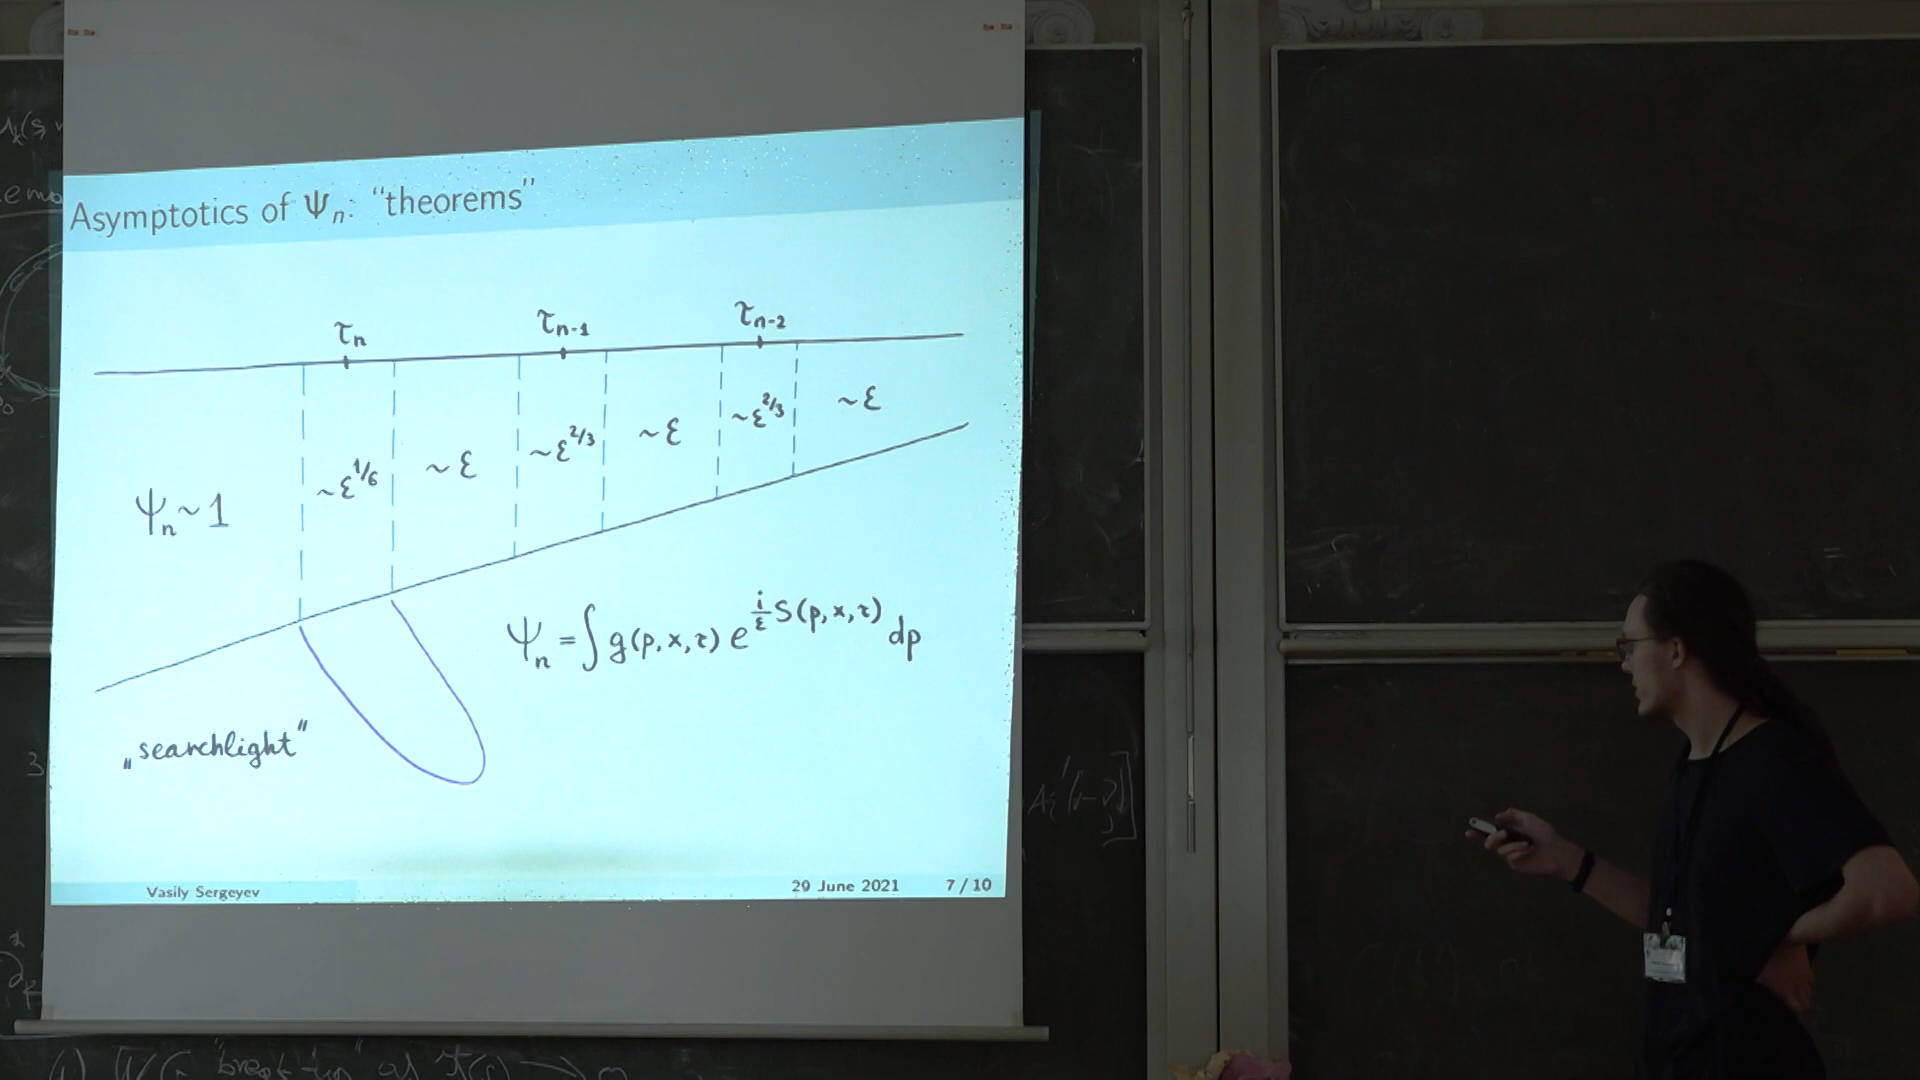 Asymptotics of Ψn: “theorems”
τn τn-1 τn-2
Ψn ~ 1 ~ε^1/6 ~ε ~ε^2/3 ~ε ~ε^2/3 ~ε
Ψn = ∫ g(p,x,τ) e^{i/ε S(p,x,τ)} dp
„searchlight"
Vasily Sergeyev 29 June 2021 7 / 10